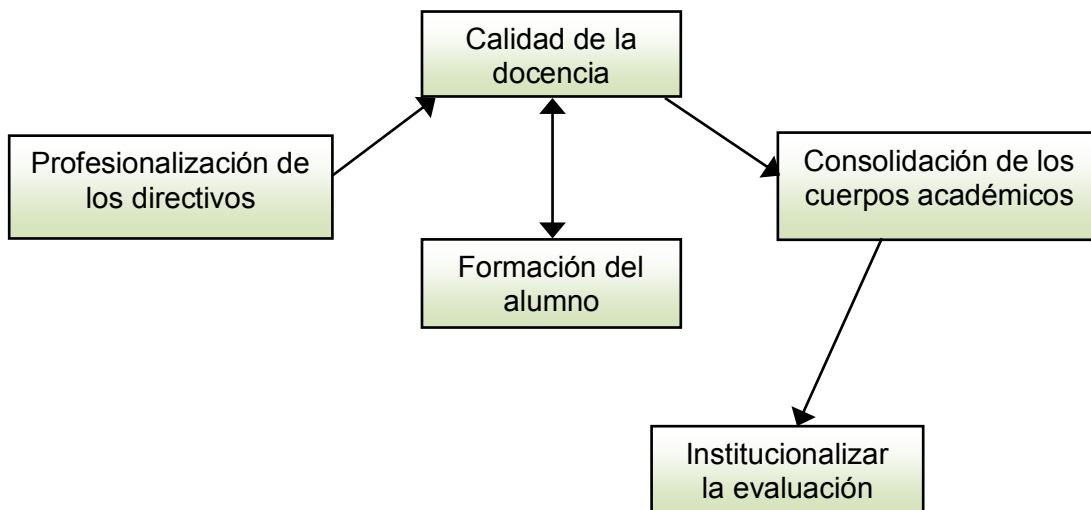 Calidad de la
docencia
Profesionalización de
los directivos
Consolidación de los
cuerpos académicos
Formación del
alumno
Institucionalizar
la evaluación